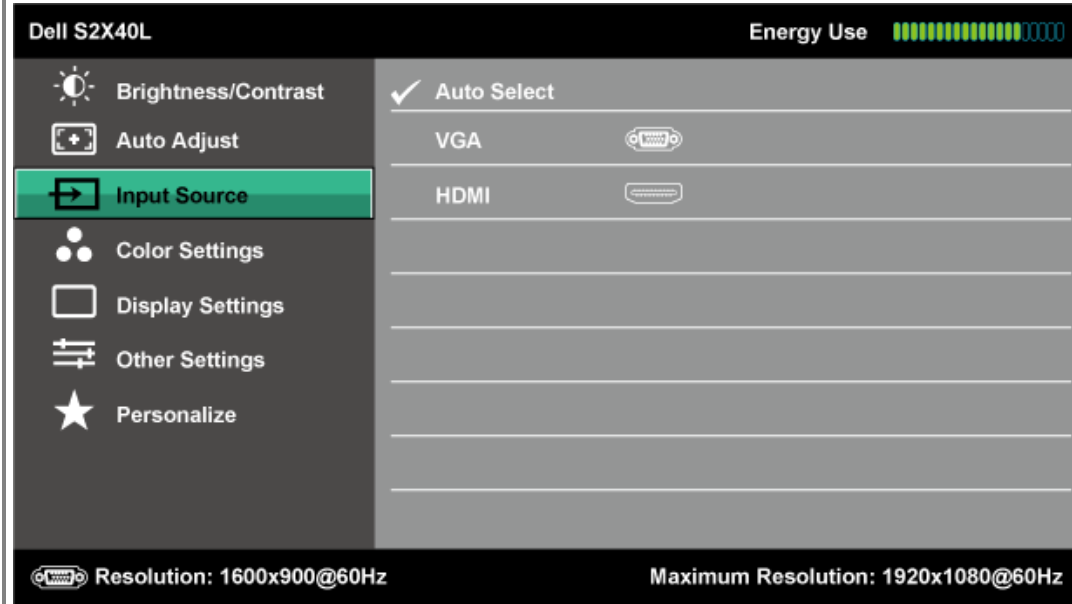 Dell S2X40L Energy Use
Brightness/Contrast Auto Select
Auto Adjust VGA
Input Source HDMI
Color Settings
Display Settings
Other Settings
Personalize
Resolution: 1600x900@60Hz Maximum Resolution: 1920x1080@60Hz